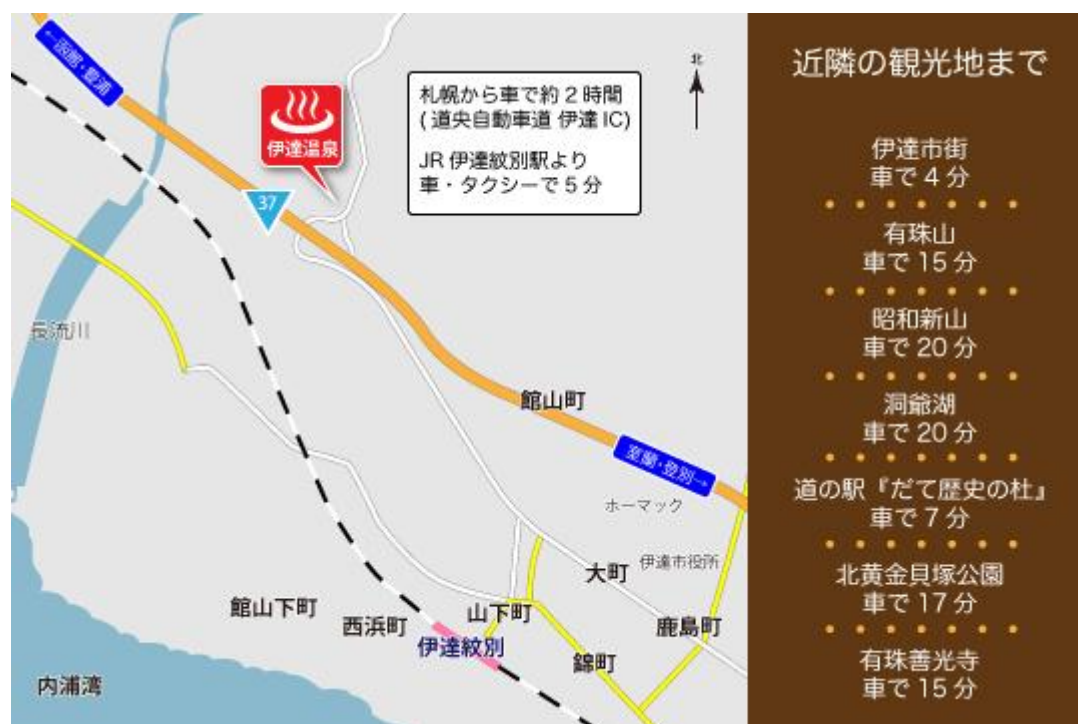 ←函館・豊浦
北
伊達温泉
札幌から車で約2時間
(道央自動車道 伊達IC)
JR伊達紋別駅より
車・タクシーで5分
37
長流川
館山町
室蘭・登別→
ホーマック
伊達市役所
大町
館山下町
西浜町
山下町
鹿島町
伊達紋別
錦町
内浦湾
近隣の観光地まで
伊達市街
車で4分
有珠山
車で15分
昭和新山
車で20分
洞爺湖
車で20分
道の駅『だて歴史の杜』
車で7分
北黄金貝塚公園
車で17分
有珠善光寺
車で15分